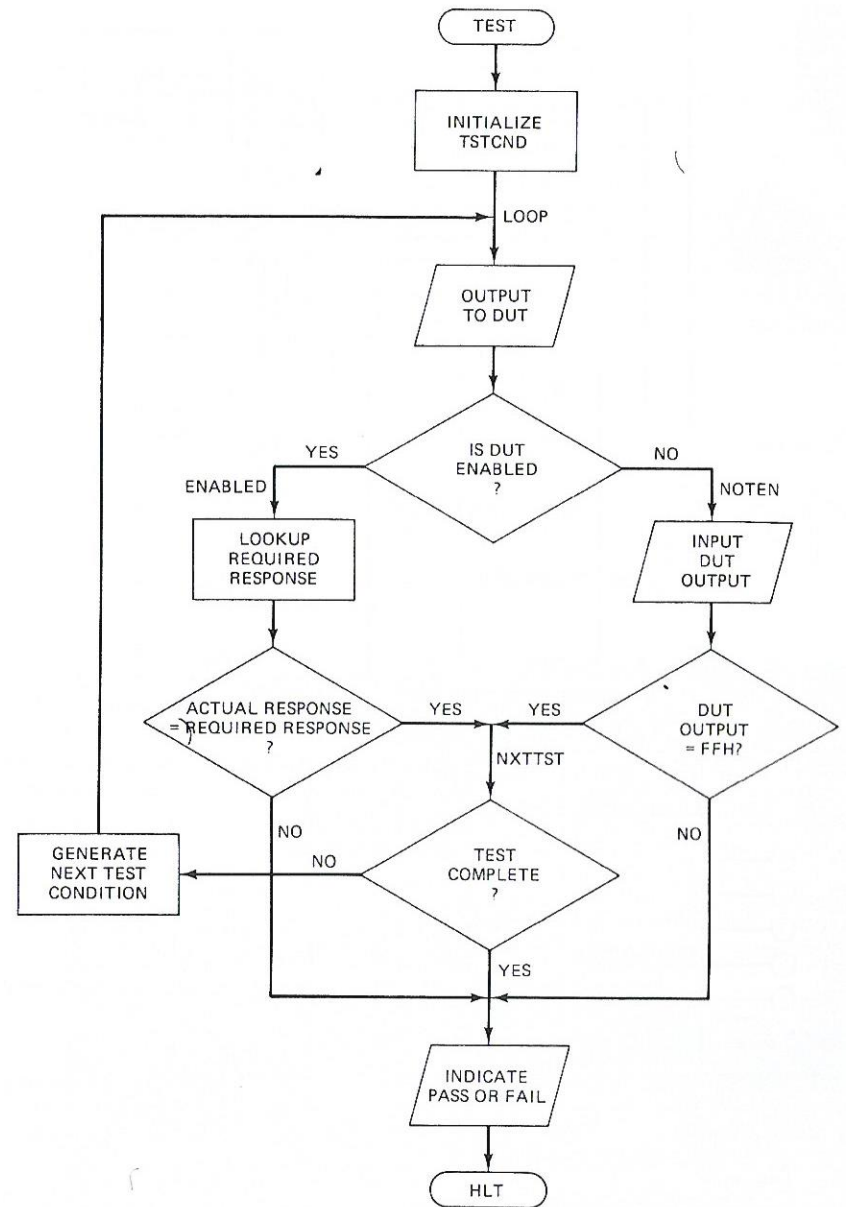 TEST
INITIALIZE
TSTCND
LOOP
OUTPUT
TO DUT
IS DUT
ENABLED
?
YES
NO
ENABLED
NOTEN
LOOKUP
REQUIRED
RESPONSE
INPUT
DUT
OUTPUT
ACTUAL RESPONSE
= REQUIRED RESPONSE
?
YES
YES
DUT
OUTPUT
= FFH?
NXTTST
NO
NO
GENERATE
NEXT TEST
CONDITION
NO
TEST
COMPLETE
?
YES
INDICATE
PASS OR FAIL
HLT